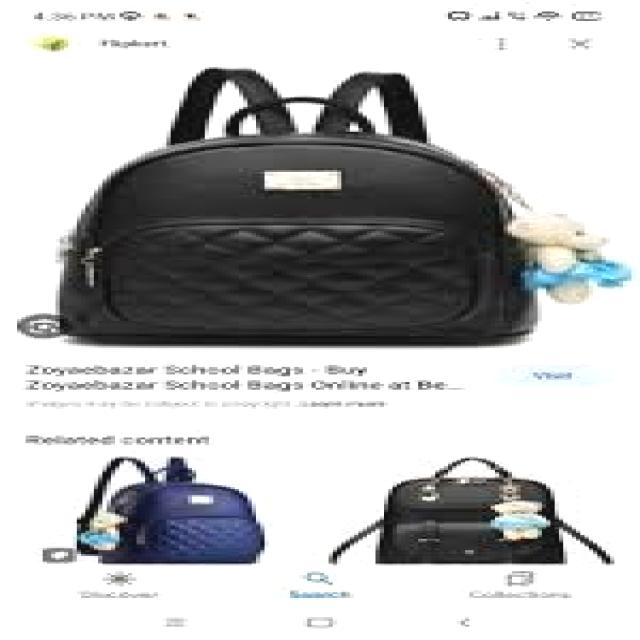 4:36 PM
Flipkart
Zoyaebazar School Bags - Buy
Zoyaebazar School Bags Online at Be...
Visit
Images may be subject to copyright. Learn more
Related content
Discover
Search
Collections